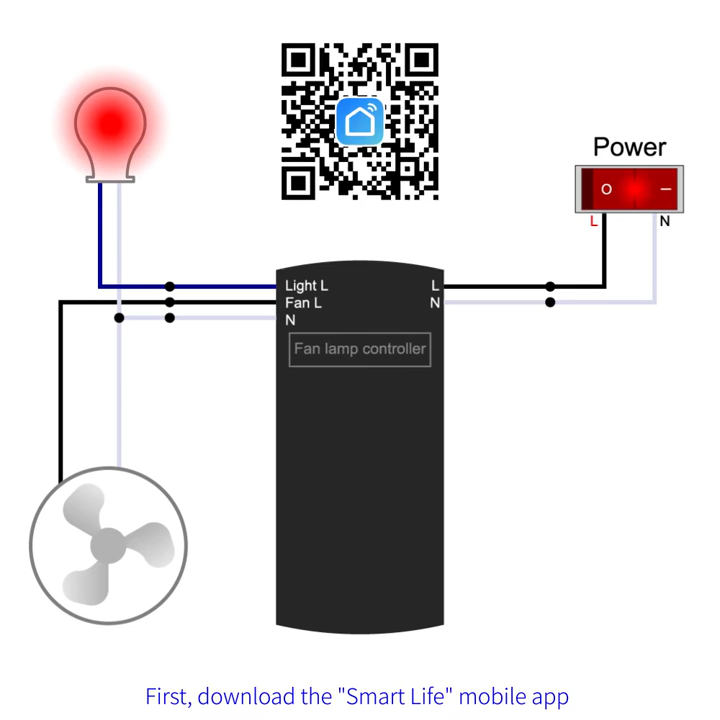 Power
O —
L N
Light L L
Fan L N
N
Fan lamp controller
First, download the "Smart Life" mobile app